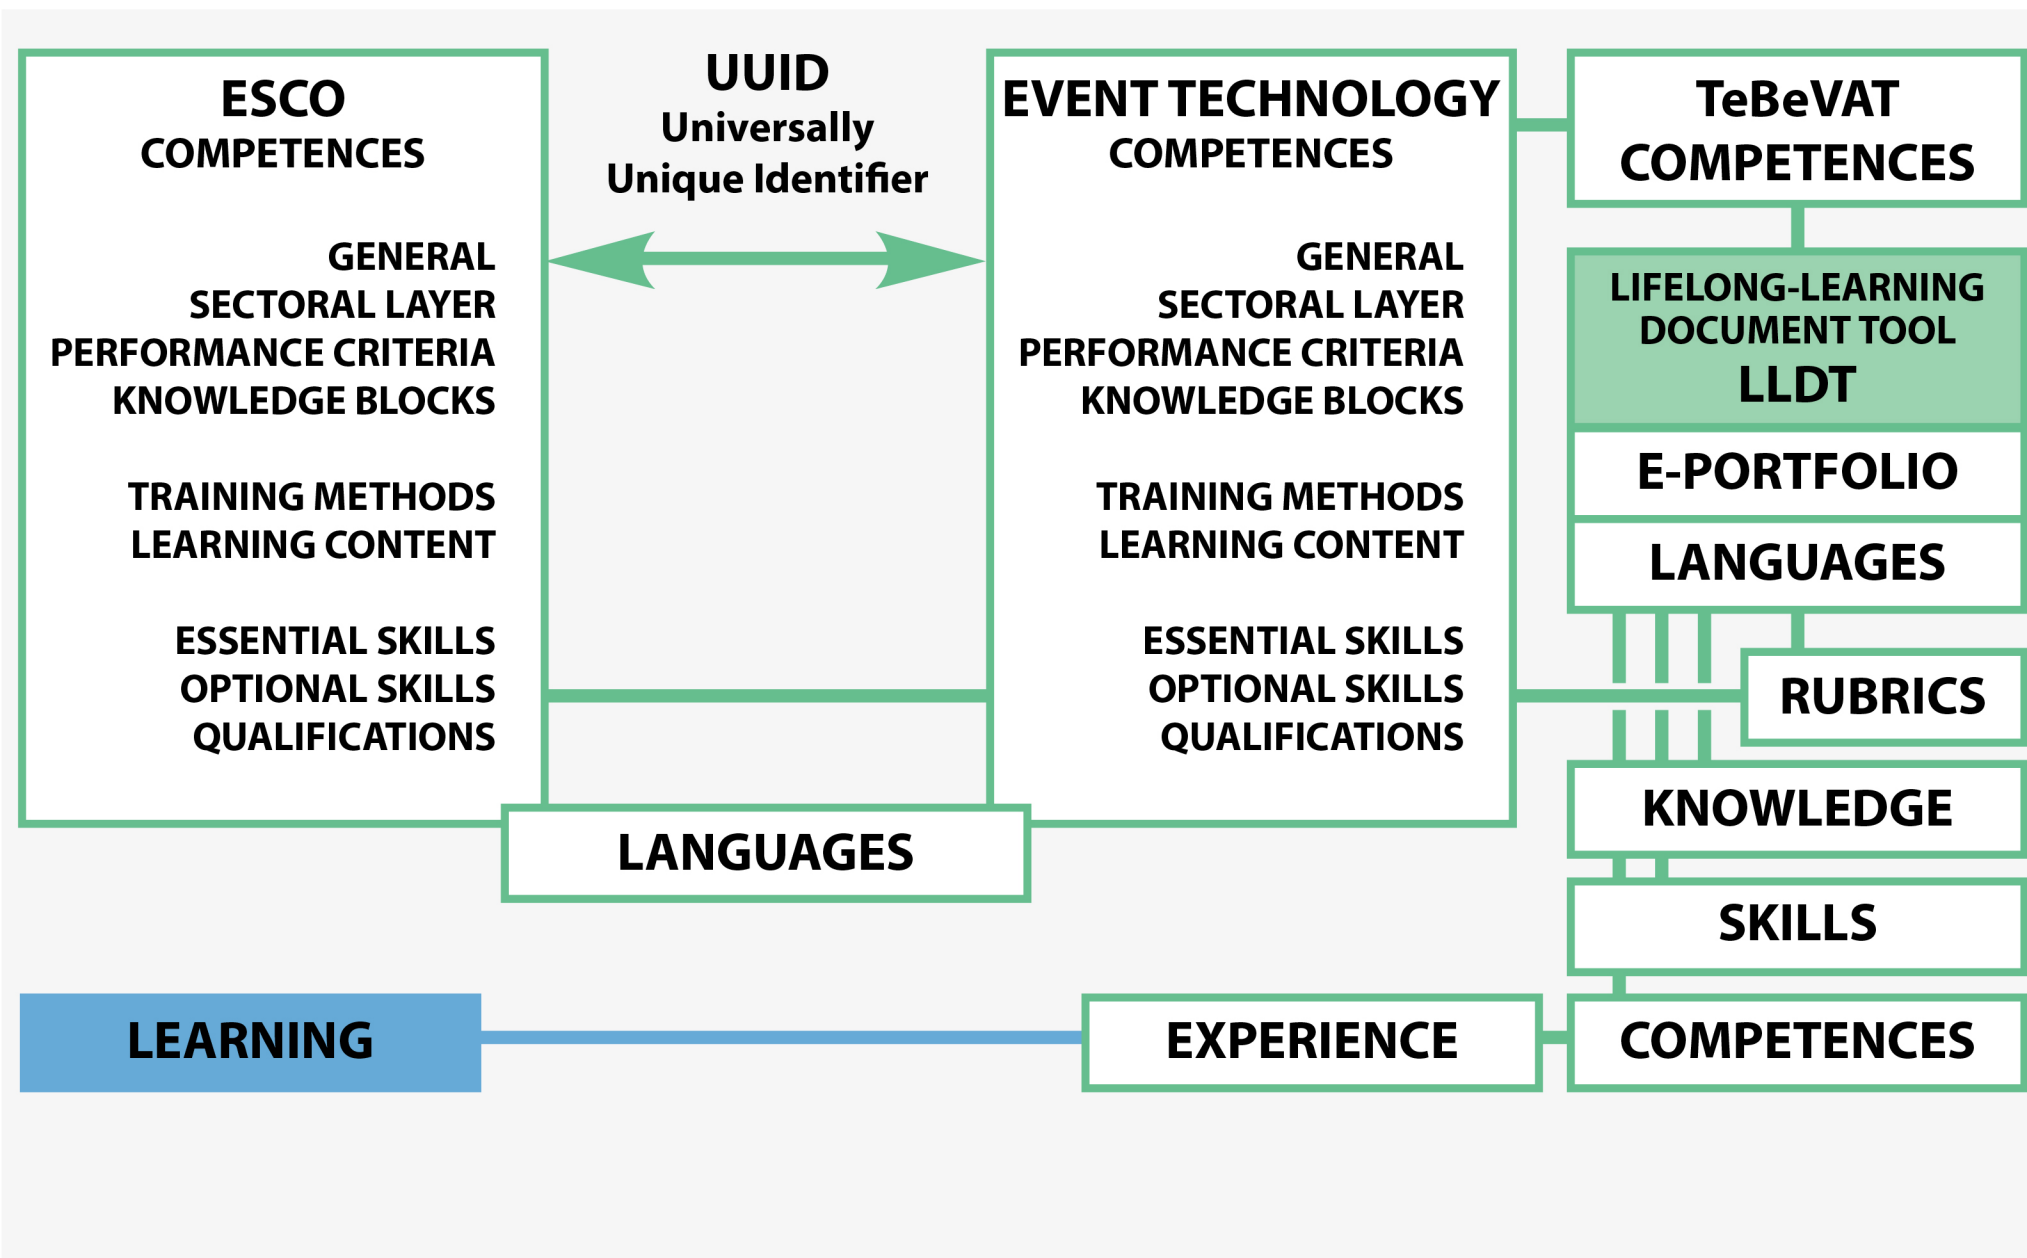 ESCO
COMPETENCES
GENERAL
SECTORAL LAYER
PERFORMANCE CRITERIA
KNOWLEDGE BLOCKS
TRAINING METHODS
LEARNING CONTENT
ESSENTIAL SKILLS
OPTIONAL SKILLS
QUALIFICATIONS
UUID
Universally
Unique Identifier
EVENT TECHNOLOGY
COMPETENCES
GENERAL
SECTORAL LAYER
PERFORMANCE CRITERIA
KNOWLEDGE BLOCKS
TRAINING METHODS
LEARNING CONTENT
ESSENTIAL SKILLS
OPTIONAL SKILLS
QUALIFICATIONS
LANGUAGES
TeBeVAT
COMPETENCES
LIFELONG-LEARNING
DOCUMENT TOOL
LLDT
E-PORTFOLIO
LANGUAGES
RUBRICS
KNOWLEDGE
SKILLS
LEARNING
EXPERIENCE
COMPETENCES